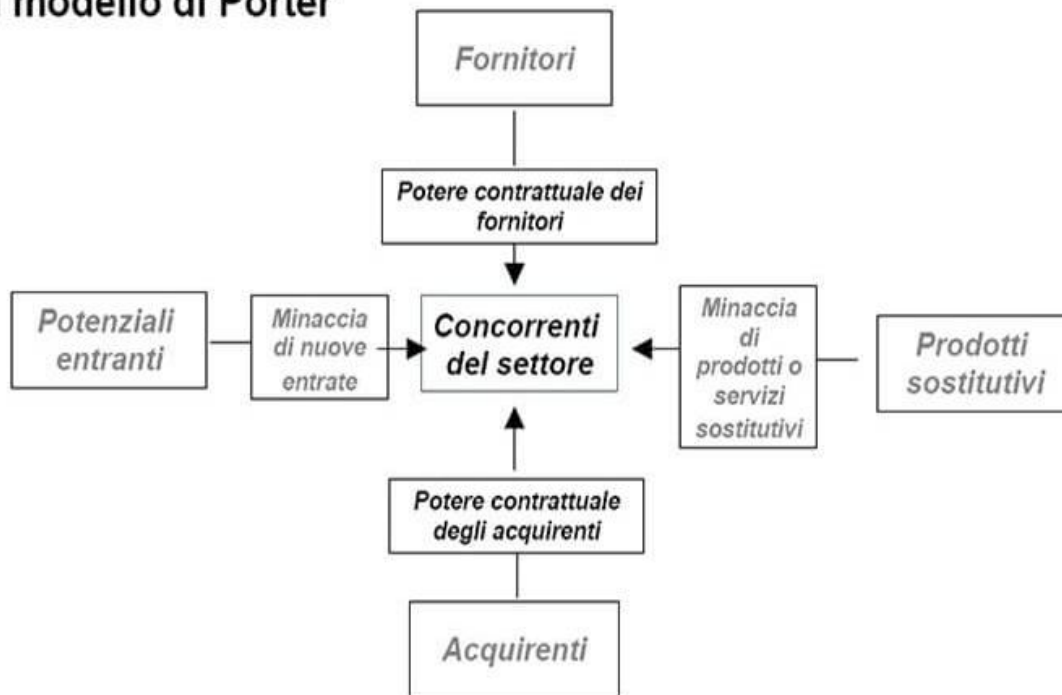 modello di Porter
Fornitori
Potere contrattuale dei
fornitori
Potenziali
entranti
Minaccia
di nuove
entrate
Concorrenti
del settore
Minaccia
di
prodotti o
servizi
sostitutivi
Prodotti
sostitutivi
Potere contrattuale
degli acquirenti
Acquirenti